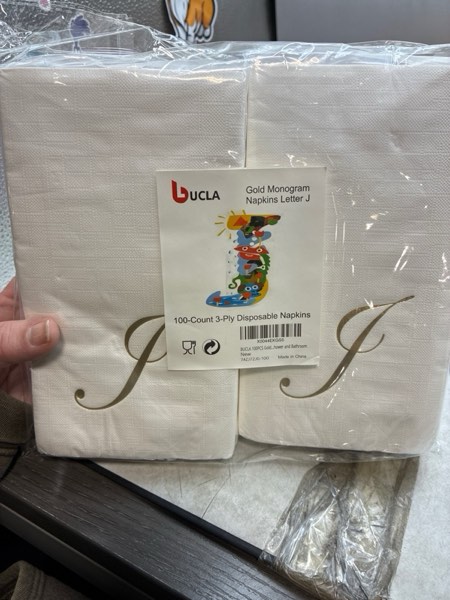 BUCLA
Gold Monogram
Napkins Letter J
100-Count 3-Ply Disposable Napkins
Made in China
J
J